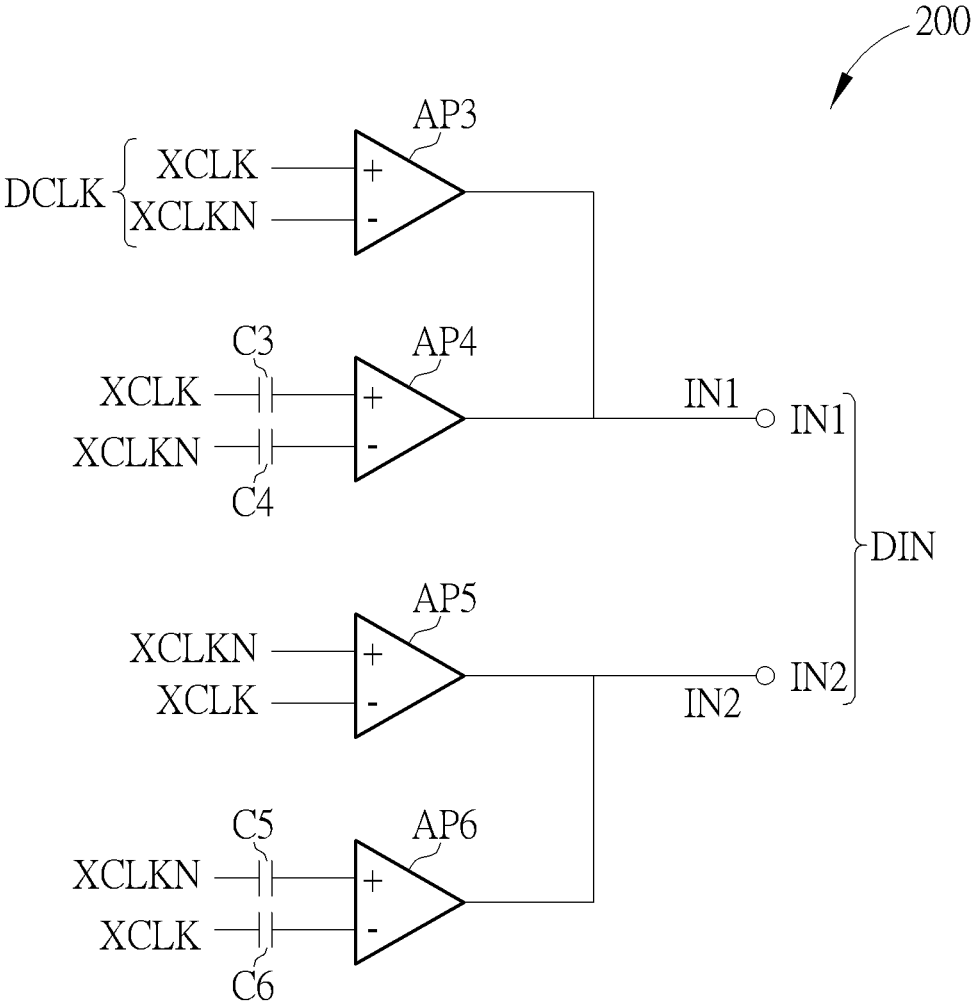 200
AP3
DCLK
XCLK
+
XCLKN
-
C3
AP4
XCLK
+
IN1
IN1
XCLKN
-
C4
DIN
AP5
XCLKN
+
IN2
XCLK
-
IN2
C5
AP6
XCLKN
+
XCLK
-
C6